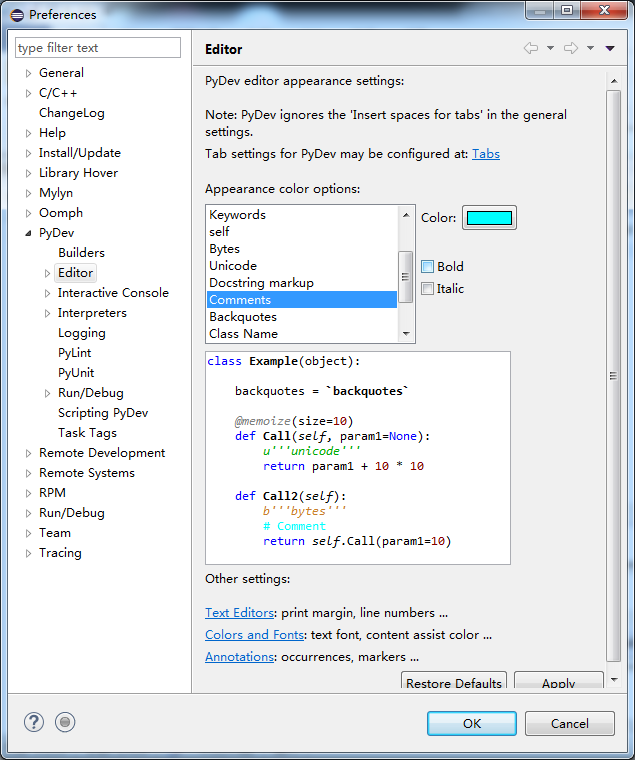 Preferences
type filter text
General
C/C++
ChangeLog
Help
Install/Update
Library Hover
Mylyn
Oomph
PyDev
Builders
Editor
Interactive Console
Interpreters
Logging
PyLint
PyUnit
Run/Debug
Scripting PyDev
Task Tags
Remote Development
Remote Systems
RPM
Run/Debug
Team
Tracing
Editor
PyDev editor appearance settings:
Note: PyDev ignores the 'Insert spaces for tabs' in the general
settings.
Tab settings for PyDev may be configured at: Tabs
Appearance color options:
Keywords
self
Bytes
Unicode
Docstring markup
Comments
Backquotes
Class Name
Color:
Bold
Italic
class Example(object):
backquotes = `backquotes`
@memoize(size=10)
def Call(self, param1=None):
u'''unicode'''
return param1 + 10 * 10
def Call2(self):
b'''bytes'''
# Comment
return self.Call(param1=10)
Other settings:
Text Editors: print margin, line numbers ...
Colors and Fonts: text font, content assist color ...
Annotations: occurrences, markers ...
Restore Defaults
Apply
?
OK
Cancel